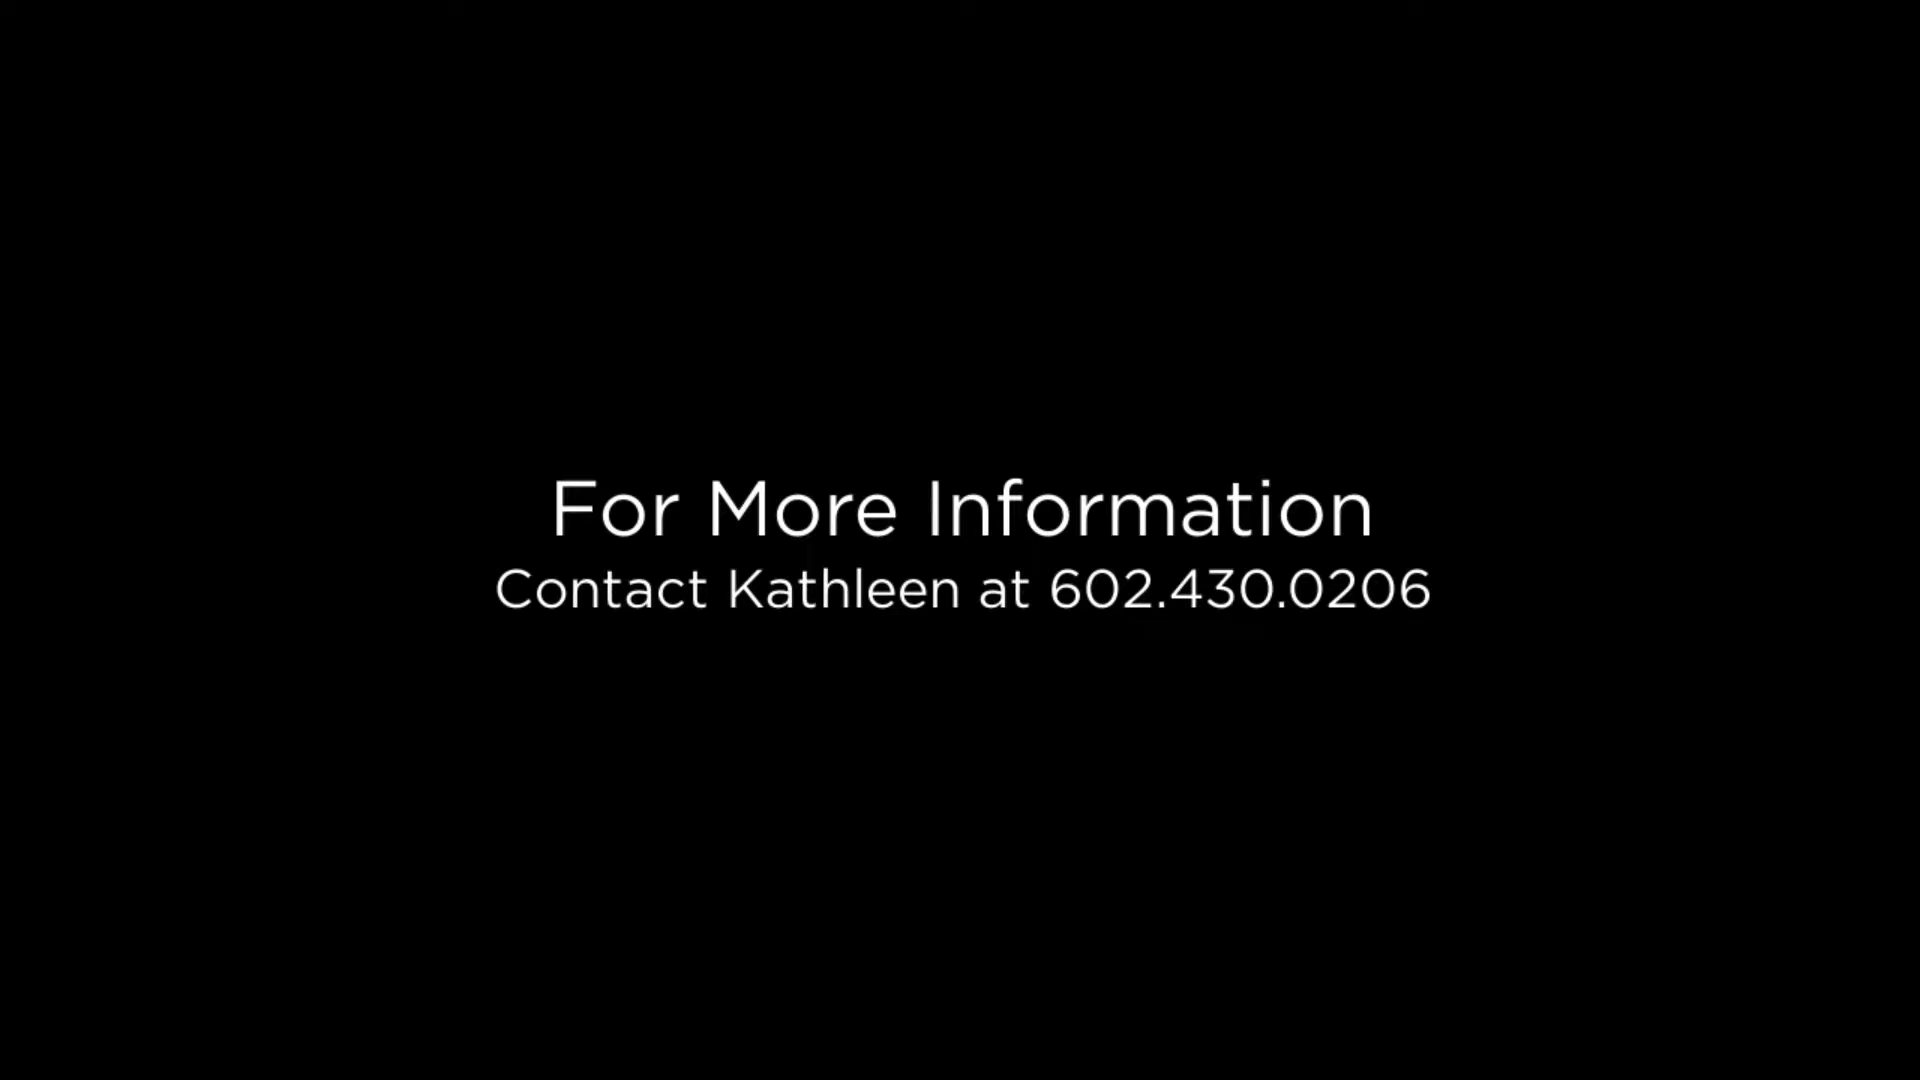 For More Information
Contact Kathleen at 602.430.0206